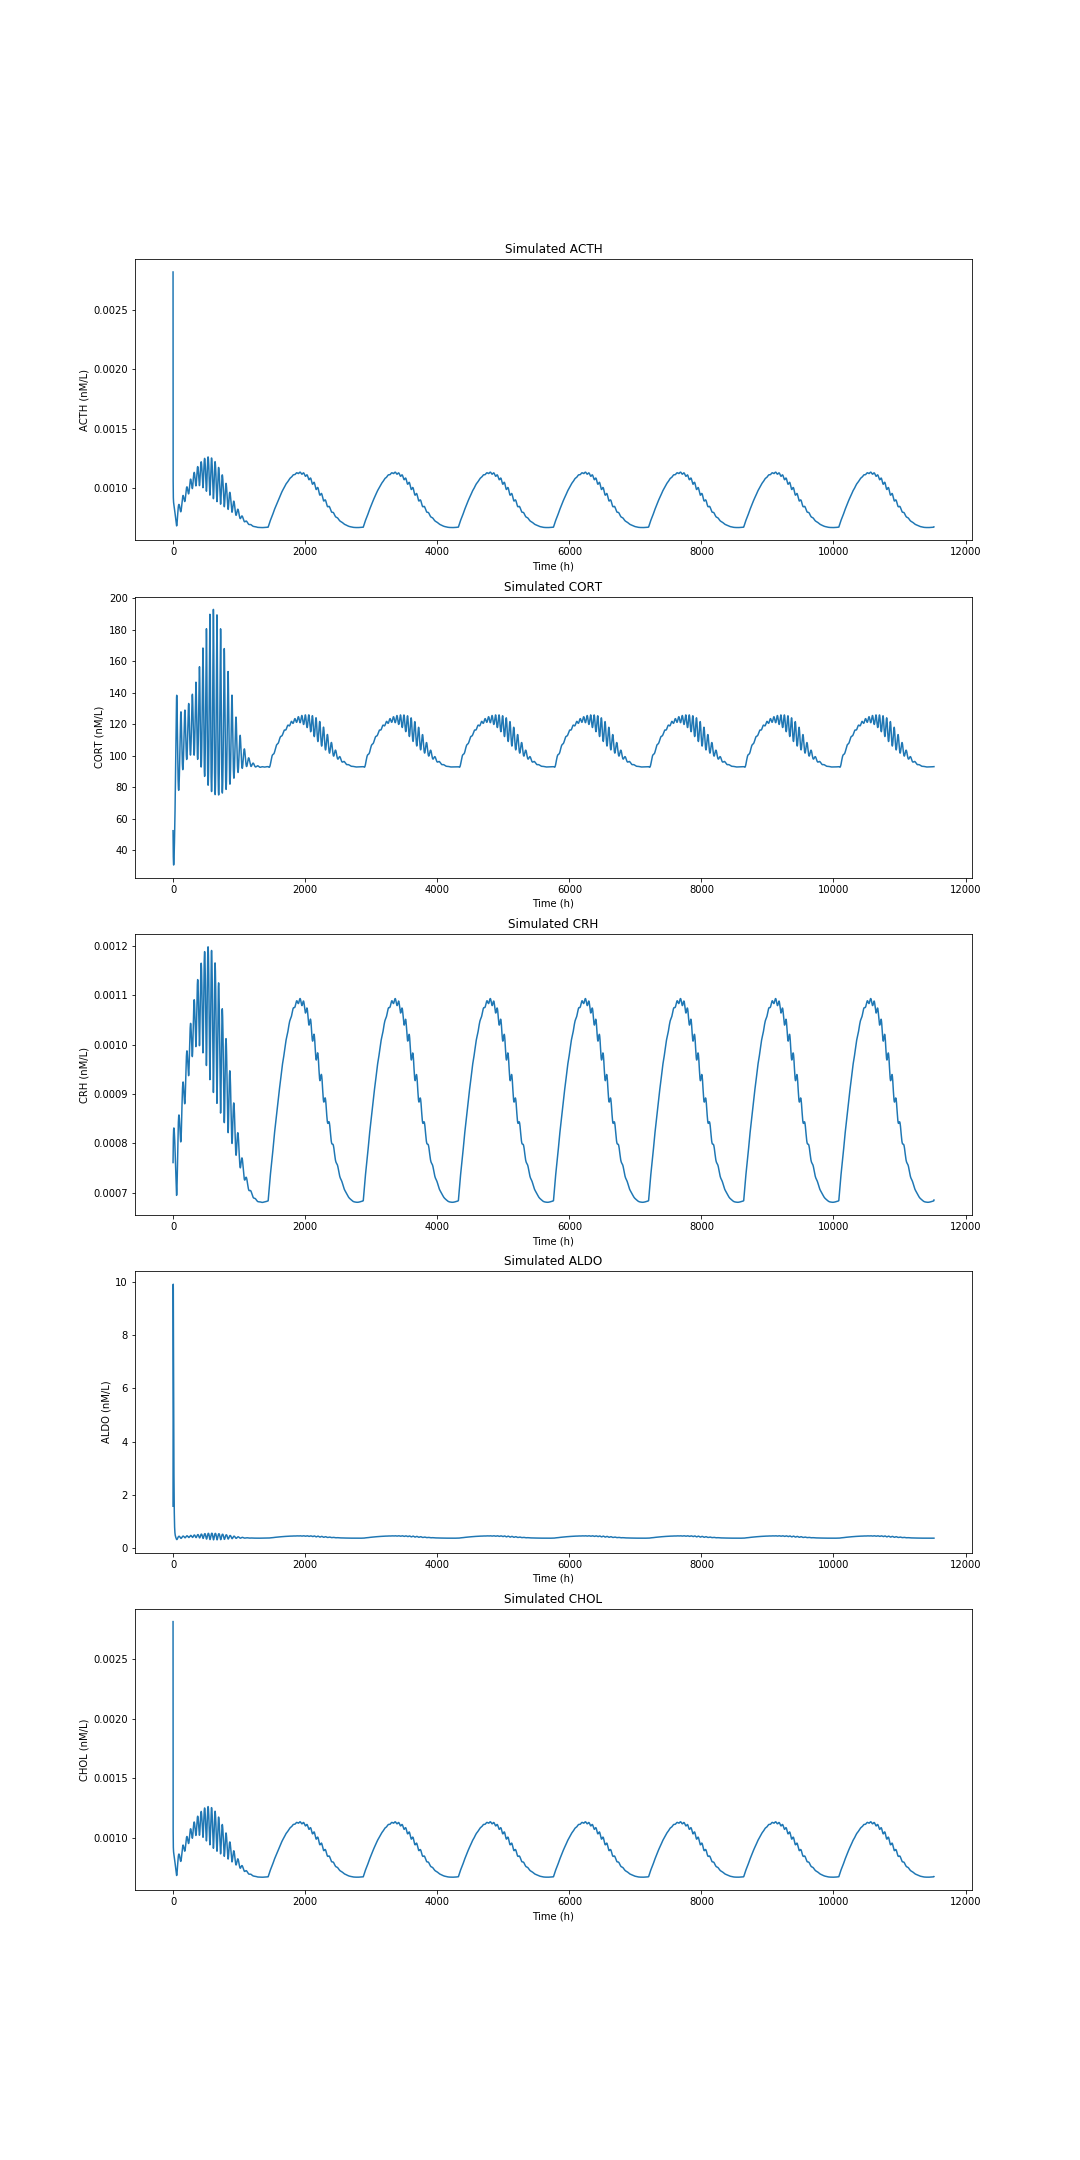 Simulated ACTH
0.0025
0.0020
0.0015
0.0010
ACTH (nM/L)
0 2000 4000 6000 8000 10000 12000
Time (h)
Simulated CORT
200
180
160
140
120
100
80
60
40
CORT (nM/L)
0 2000 4000 6000 8000 10000 12000
Time (h)
Simulated CRH
0.0012
0.0011
0.0010
0.0009
0.0008
0.0007
CRH (nM/L)
0 2000 4000 6000 8000 10000 12000
Time (h)
Simulated ALDO
10
8
6
4
2
0
ALDO (nM/L)
0 2000 4000 6000 8000 10000 12000
Time (h)
Simulated CHOL
0.0025
0.0020
0.0015
0.0010
CHOL (nM/L)
0 2000 4000 6000 8000 10000 12000
Time (h)